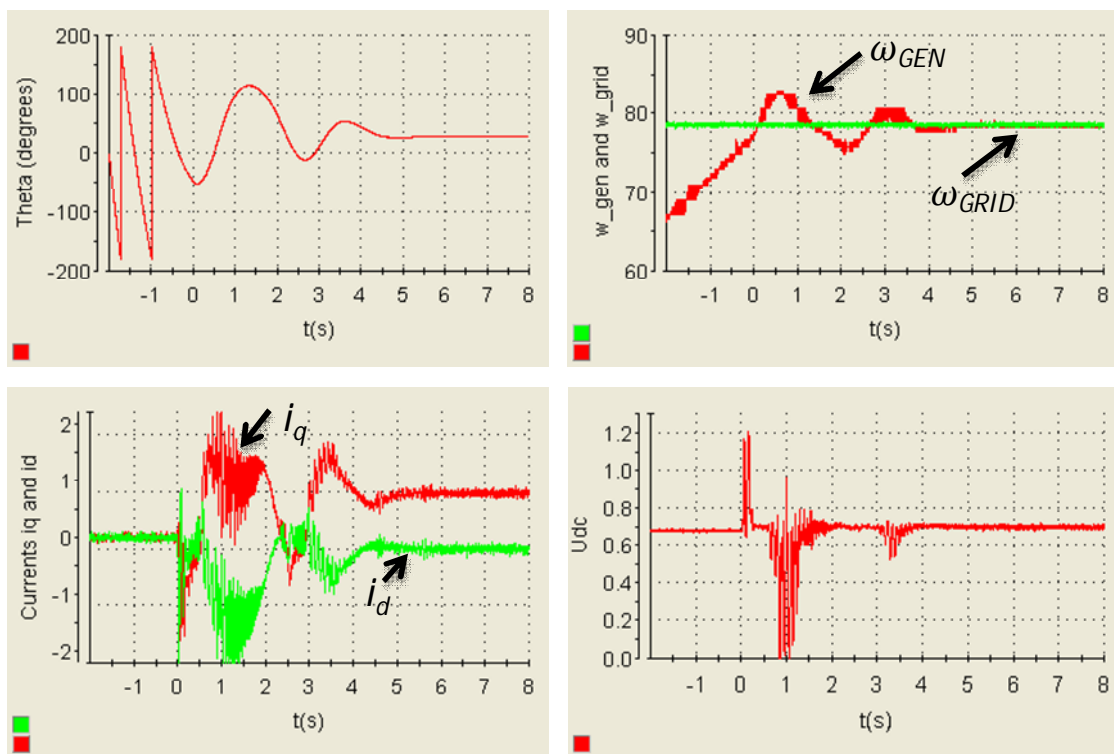 200
100
0
-100
-200
Theta (degrees)
-1 0 1 2 3 4 5 6 7 8
t(s)
90
80
70
60
w_gen and w_grid
ωGEN
ωGRID
-1 0 1 2 3 4 5 6 7 8
t(s)
2
1
0
-1
-2
Currents iq and id
iq
id
-1 0 1 2 3 4 5 6 7 8
t(s)
1.2
1.0
0.8
0.6
0.4
0.2
0.0
Udc
-1 0 1 2 3 4 5 6 7 8
t(s)